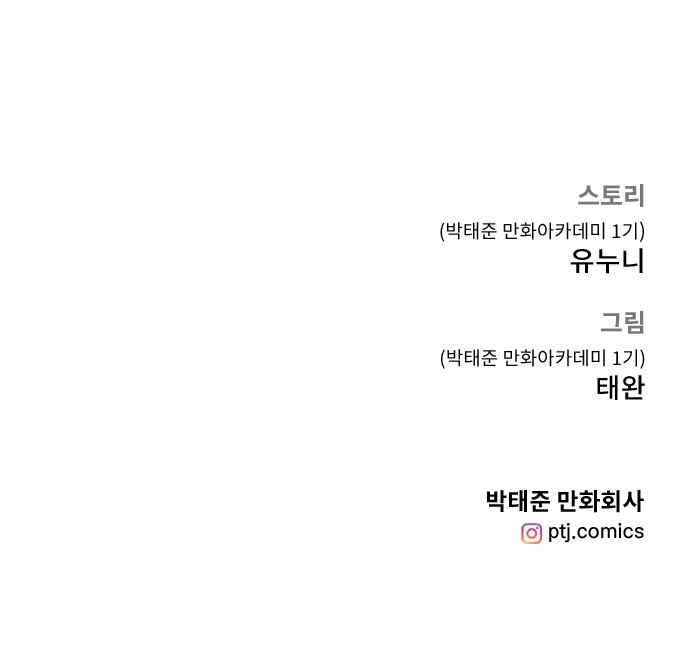 스토리
(박태준 만화아카데미 1기)
유누니
그림
(박태준 만화아카데미 1기)
태완
박태준 만화회사
ptj.comics